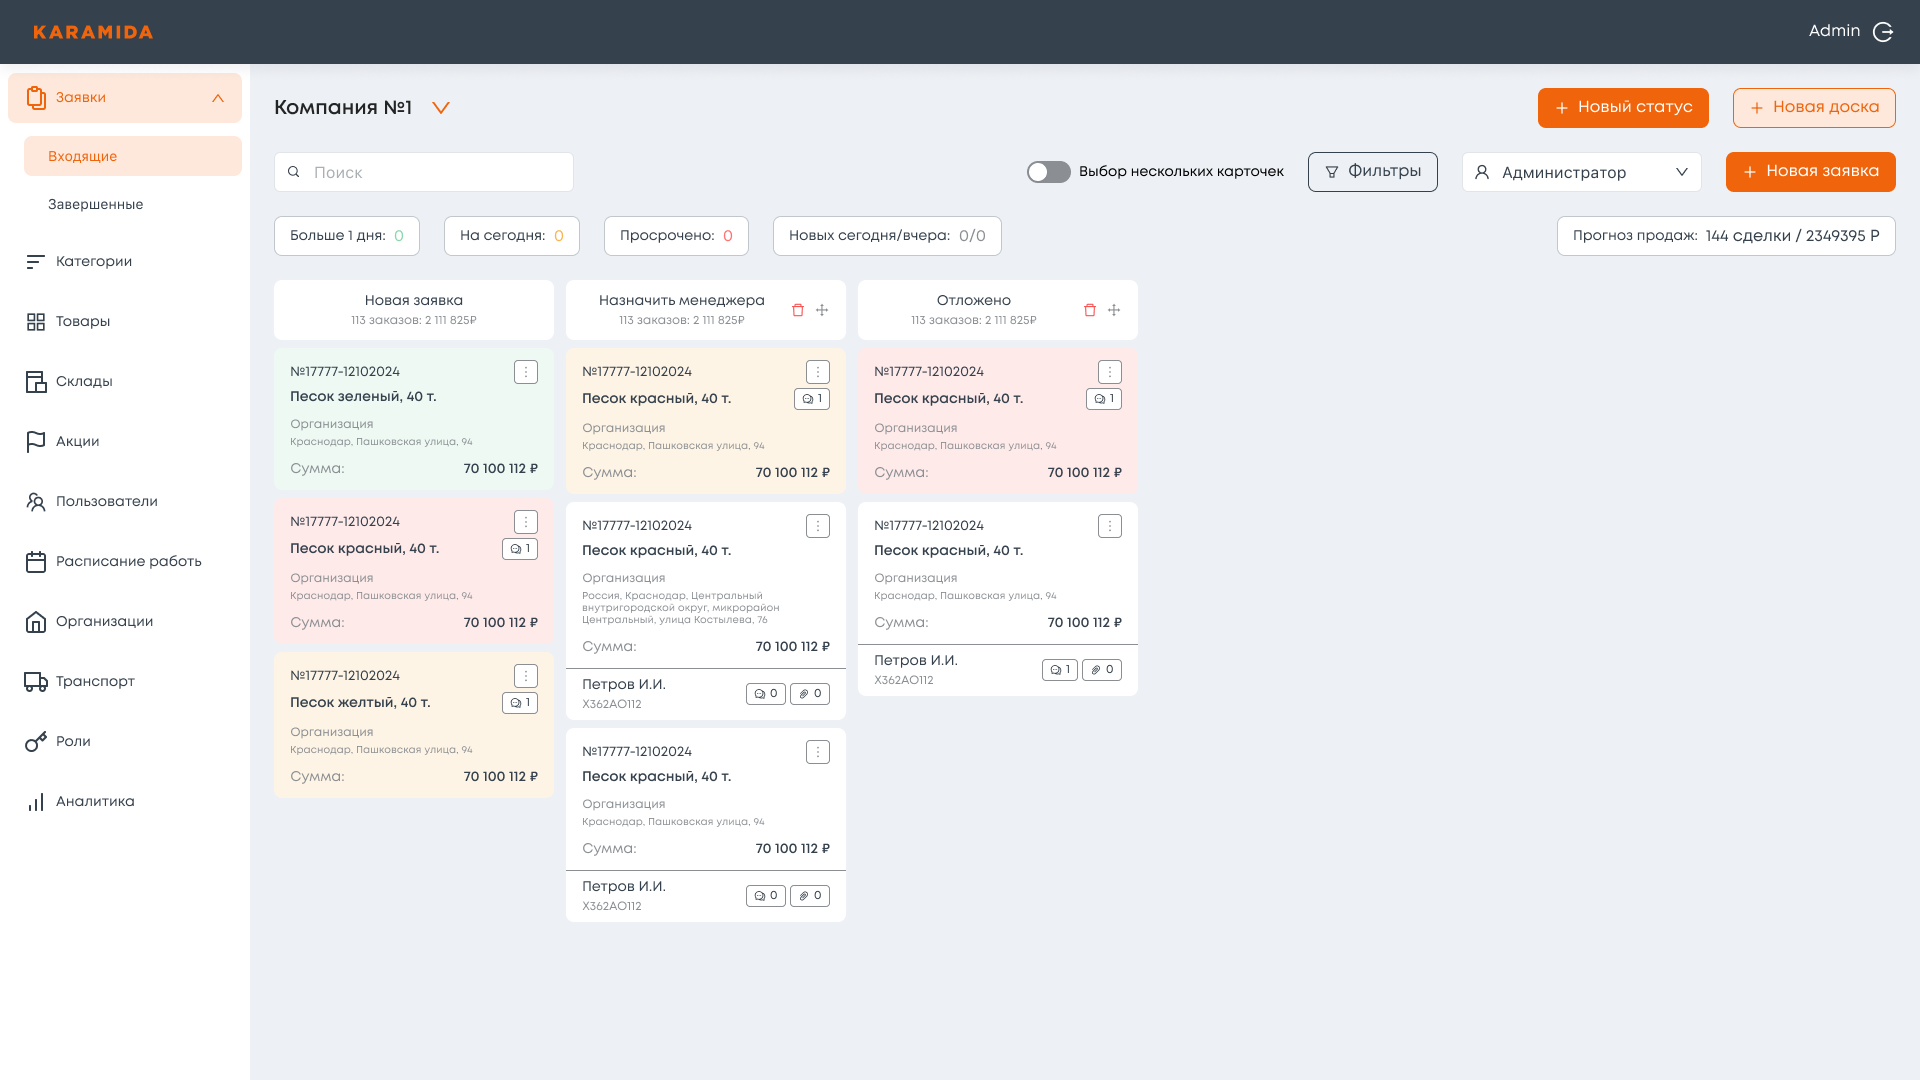 KARAMIDA
Admin
Заявки
Входящие
Завершенные
Категории
Товары
Склады
Акции
Пользователи
Расписание работь
Организации
Транспорт
Роли
Аналитика
Компания №1
Новый статус
Новая доска
Поиск
Выбор нескольких карточек
Фильтры
Администратор
Новая заявка
Больше 1 дня: 0
На сегодня: 0
Просрочено: 0
Новых сегодня/вчера: 0/0
Прогноз продаж: 144 сделки / 2349395 Р
Новая заявка
113 заказов: 2 111 825₽
№17777-12102024
Песок зеленый, 40 т.
Организация
Краснодар, Пашковская улица, 94
Сумма: 70 100 112 ₽
№17777-12102024
Песок красный, 40 т. 1
Организация
Краснодар, Пашковская улица, 94
Сумма: 70 100 112 ₽
№17777-12102024
Песок желтый, 40 т. 1
Организация
Краснодар, Пашковская улица, 94
Сумма: 70 100 112 ₽
Назначить менеджера
113 заказов: 2 111 825₽
№17777-12102024
Песок красный, 40 т. 1
Организация
Краснодар, Пашковская улица, 94
Сумма: 70 100 112 ₽
№17777-12102024
Песок красный, 40 т.
Организация
Россия, Краснодар, Центральный
внутригородской округ, микрорайон
Центральный, улица Костылева, 76
Сумма: 70 100 112 ₽
Петров И.И. 0 0
Х362АО112
№17777-12102024
Песок красный, 40 т.
Организация
Краснодар, Пашковская улица, 94
Сумма: 70 100 112 ₽
Петров И.И. 0 0
Х362АО112
Отложено
113 заказов: 2 111 825₽
№17777-12102024
Песок красный, 40 т. 1
Организация
Краснодар, Пашковская улица, 94
Сумма: 70 100 112 ₽
№17777-12102024
Песок красный, 40 т.
Организация
Краснодар, Пашковская улица, 94
Сумма: 70 100 112 ₽
Петров И.И. 1 0
Х362АО112